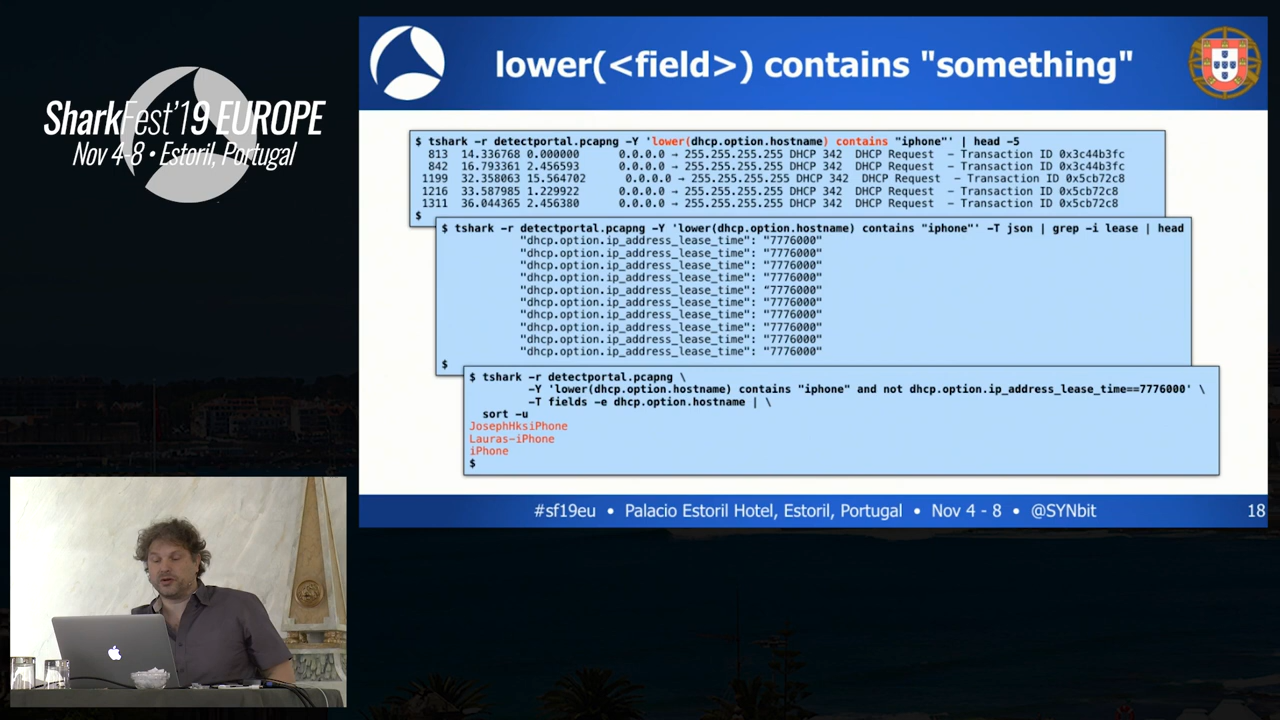 SharkFest'19 EUROPE
Nov 4-8 • Estoril, Portugal
lower(<field>) contains "something"
$ tshark -r detectportal.pcapng -Y 'lower(dhcp.option.hostname) contains "iphone"' | head -5
813 14.336768 0.000000 0.0.0.0 → 255.255.255.255 DHCP 342 DHCP Request – Transaction ID 0x3c44b3fc
842 16.793361 2.456593 0.0.0.0 → 255.255.255.255 DHCP 342 DHCP Request – Transaction ID 0x3c44b3fc
1199 32.358063 15.564702 0.0.0.0 → 255.255.255.255 DHCP 342 DHCP Request – Transaction ID 0x5cb72c8
1216 33.587985 1.229922 0.0.0.0 → 255.255.255.255 DHCP 342 DHCP Request – Transaction ID 0x5cb72c8
1311 36.044365 2.456380 0.0.0.0 → 255.255.255.255 DHCP 342 DHCP Request – Transaction ID 0x5cb72c8
$
$ tshark -r detectportal.pcapng -Y 'lower(dhcp.option.hostname) contains "iphone"' -T json | grep -i lease | head
"dhcp.option.ip_address_lease_time": "7776000"
"dhcp.option.ip_address_lease_time": "7776000"
"dhcp.option.ip_address_lease_time": "7776000"
"dhcp.option.ip_address_lease_time": "7776000"
"dhcp.option.ip_address_lease_time": "7776000"
"dhcp.option.ip_address_lease_time": "7776000"
"dhcp.option.ip_address_lease_time": "7776000"
"dhcp.option.ip_address_lease_time": "7776000"
"dhcp.option.ip_address_lease_time": "7776000"
"dhcp.option.ip_address_lease_time": "7776000"
$
$ tshark -r detectportal.pcapng \
-Y 'lower(dhcp.option.hostname) contains "iphone" and not dhcp.option.ip_address_lease_time==7776000' \
-T fields -e dhcp.option.hostname | \
sort -u
JosephHksiPhone
Lauras-iPhone
iPhone
$
#sf19eu • Palacio Estoril Hotel, Estoril, Portugal • Nov 4 - 8 • @SYNbit
18